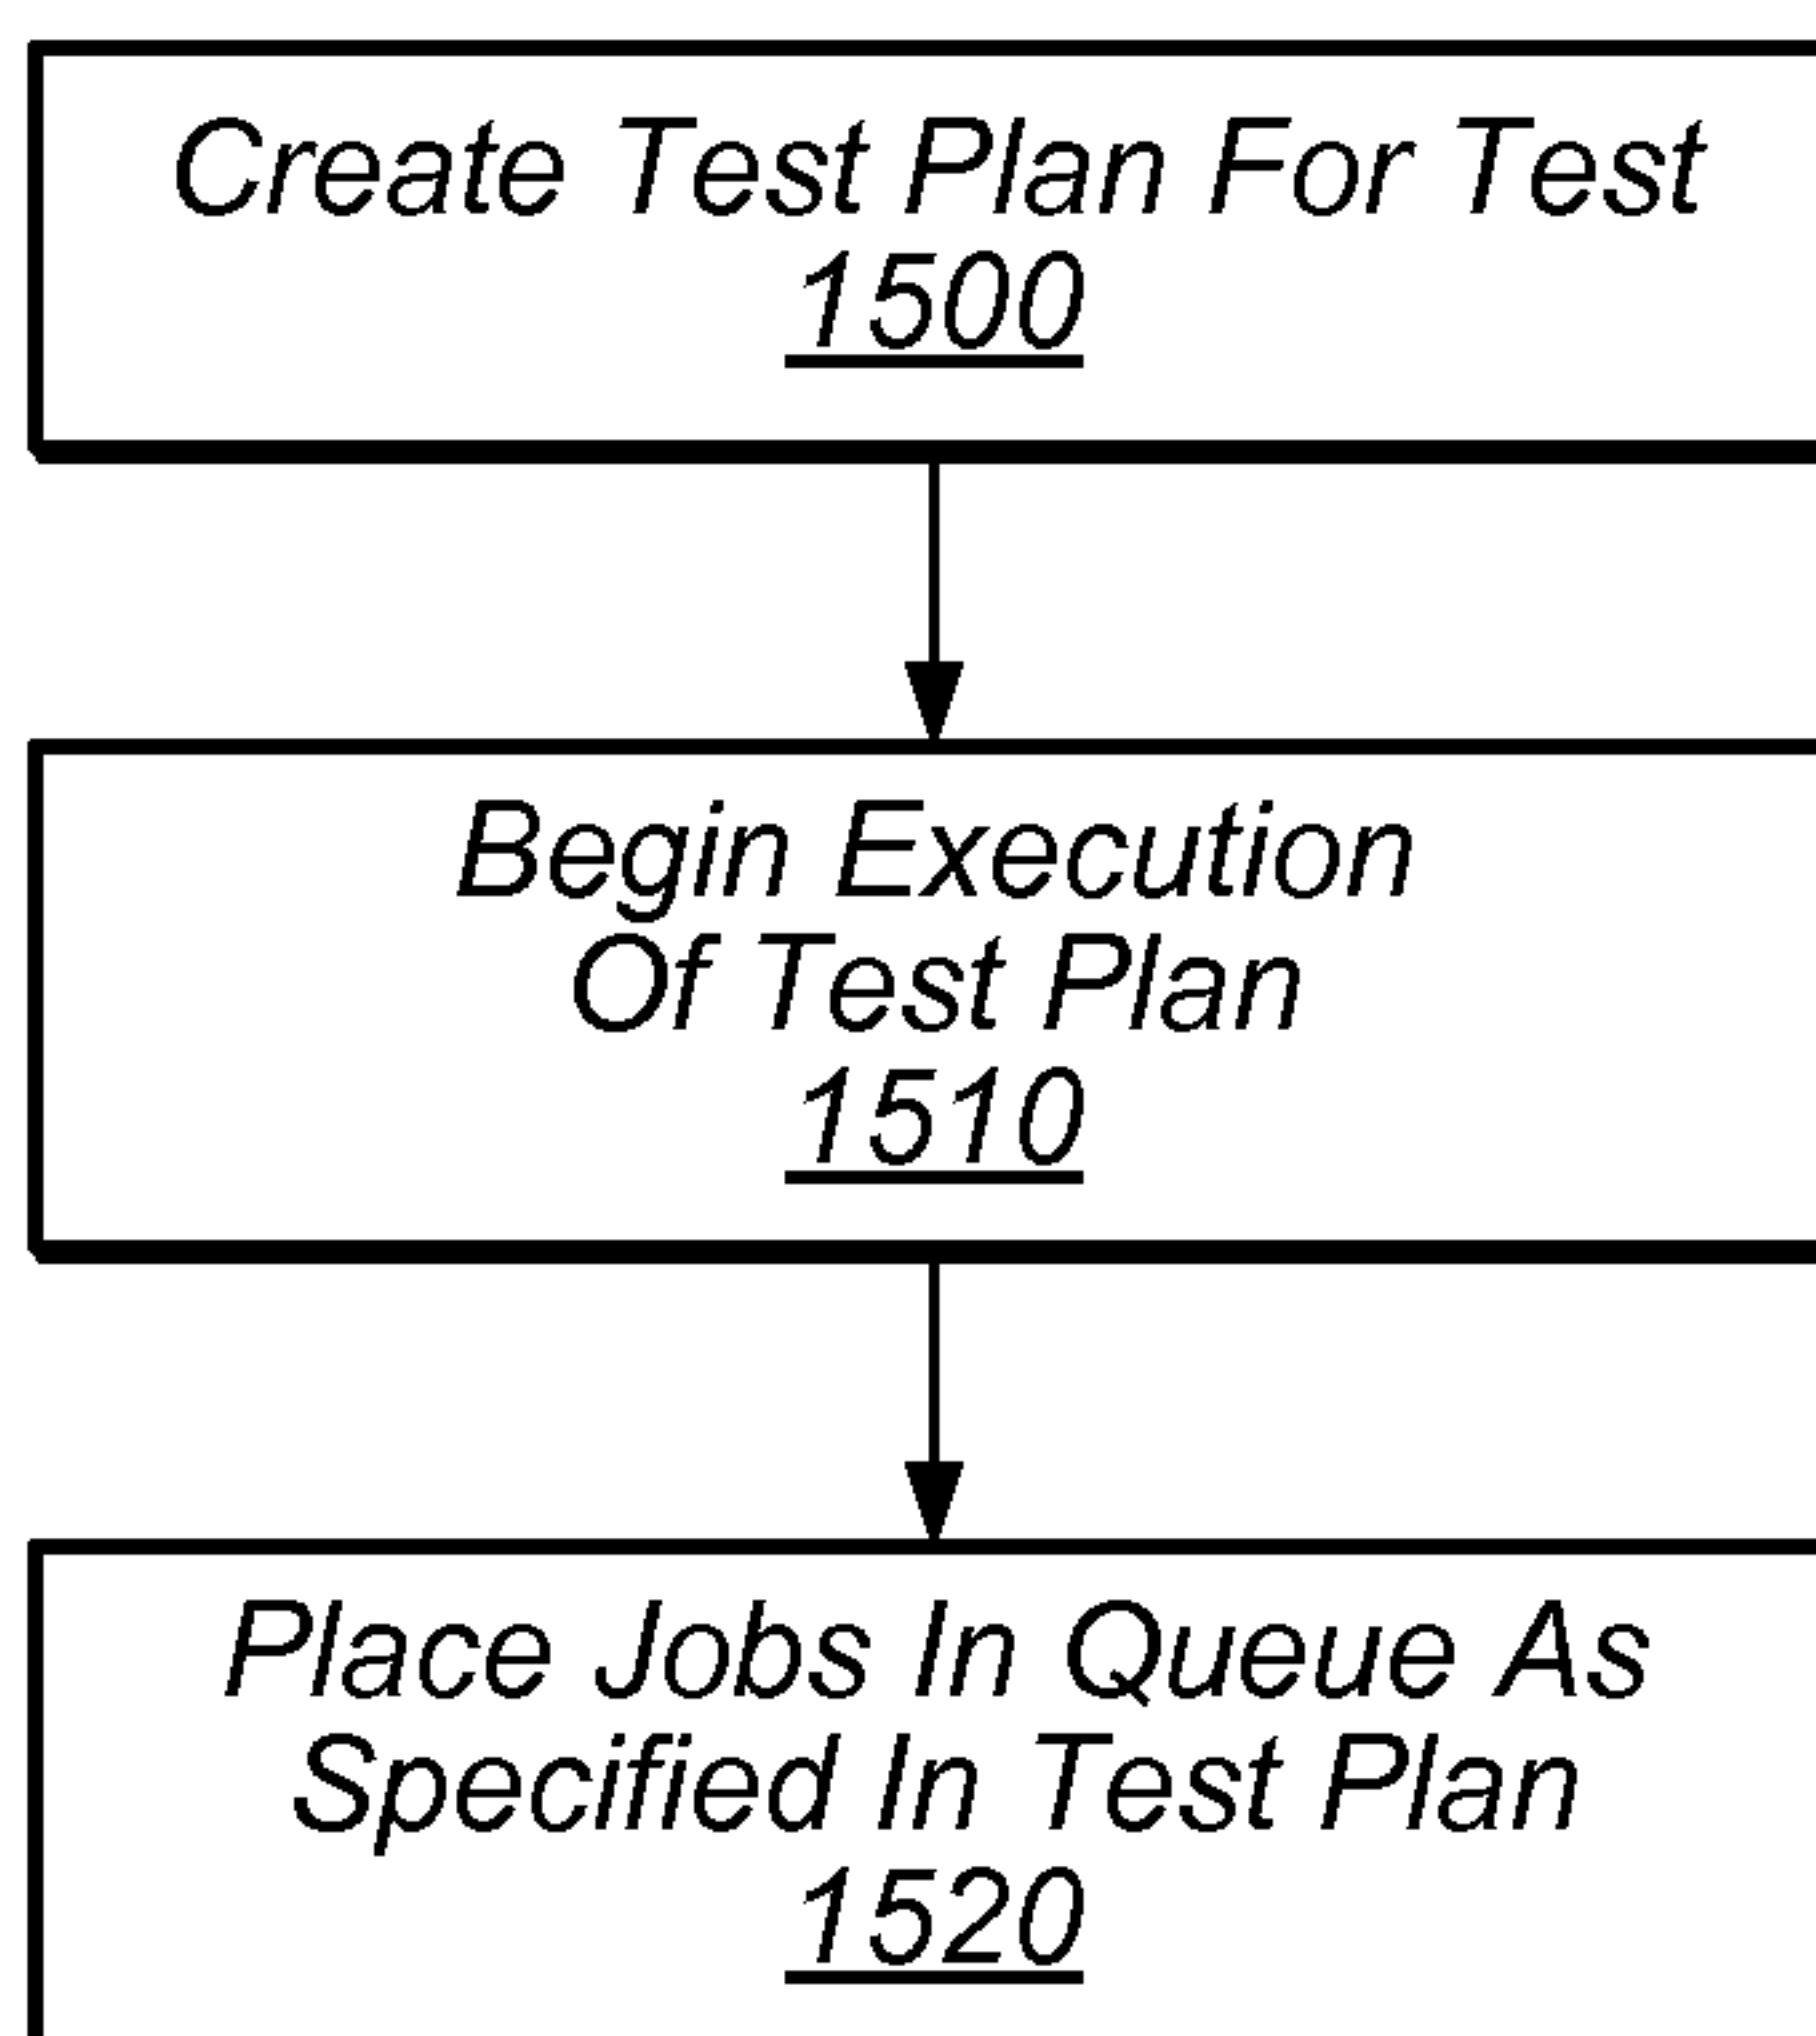 Create Test Plan For Test
1500
Begin Execution
Of Test Plan
1510
Place Jobs In Queue As
Specified In Test Plan
1520